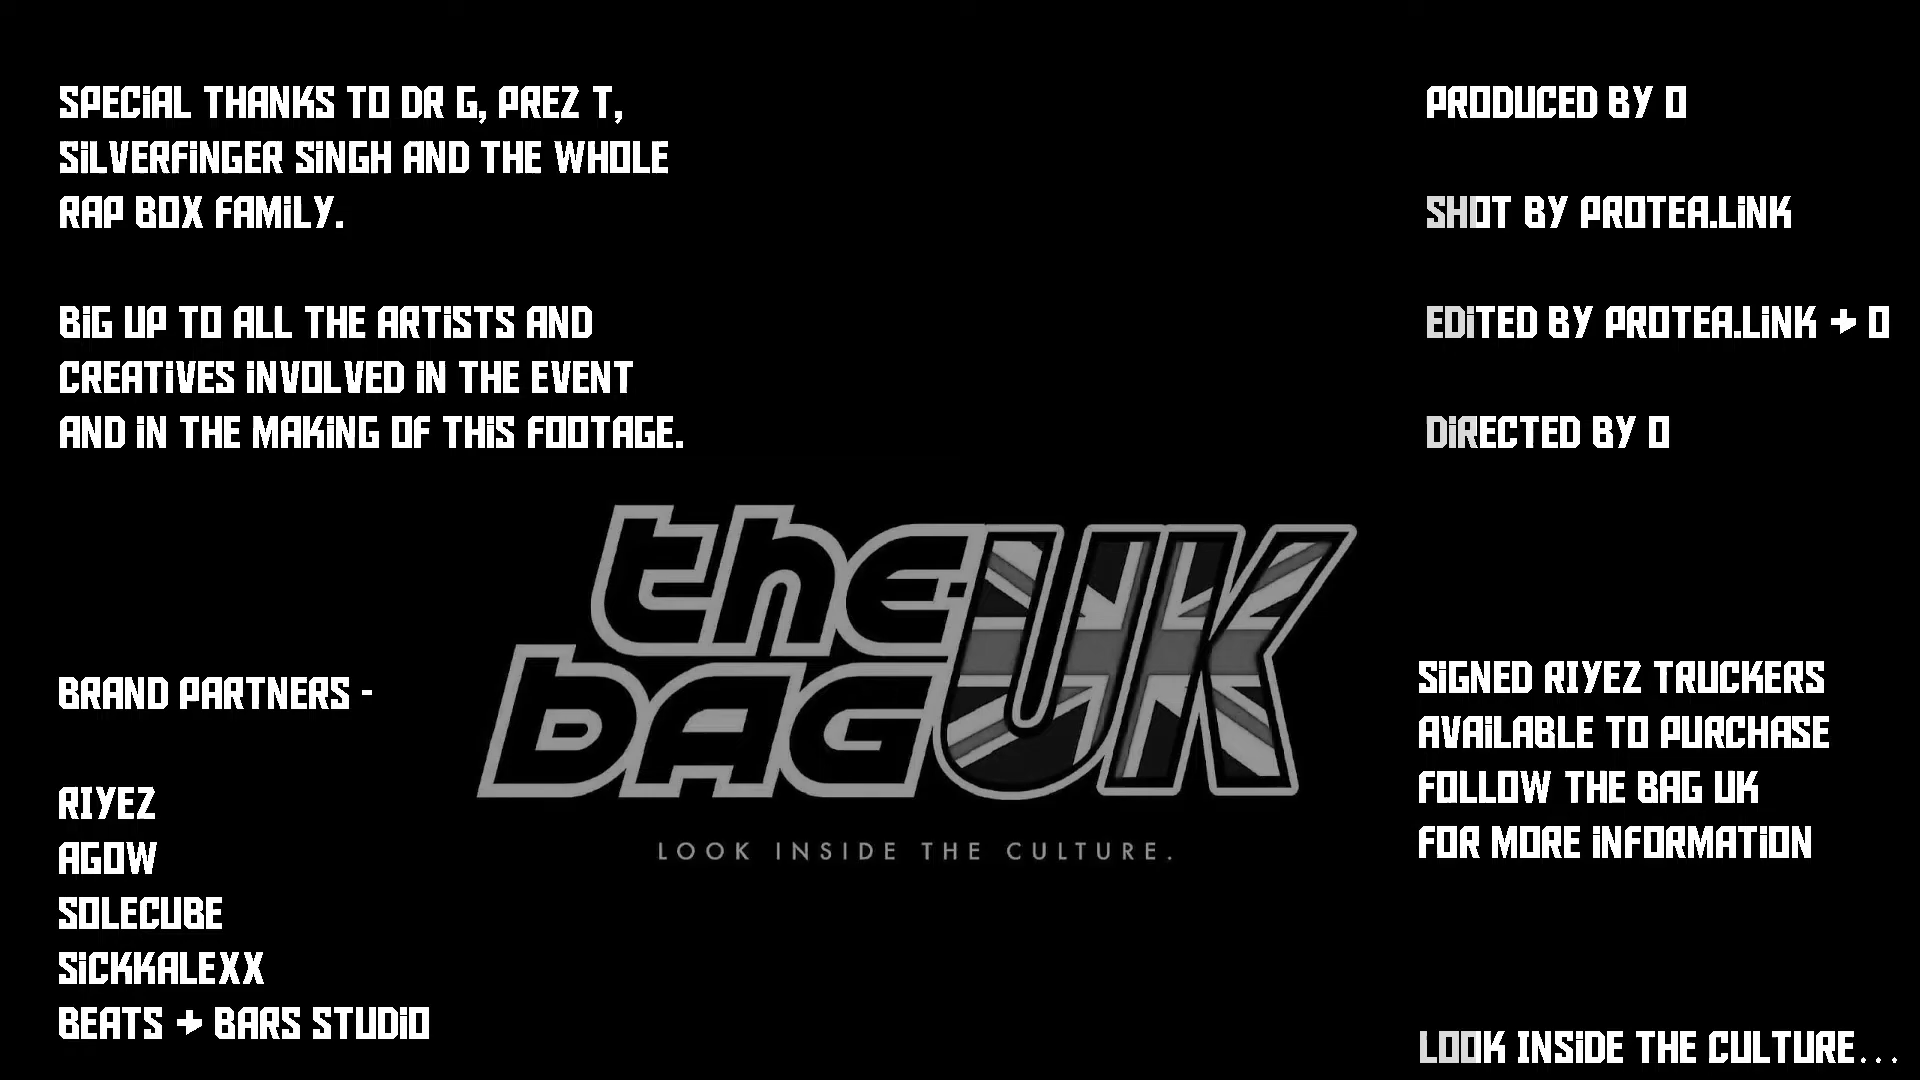 SPECiAL THANKS TO DR G, PREZ T,
SiLVERFiNGER SiNGH AND THE WHOLE
RAP BOX FAMiLY.
BiG UP TO ALL THE ARTiSTS AND
CREATiVES iNVOLVED iN THE EVENT
AND iN THE MAKiNG OF THiS FOOTAGE.
PRODUCED BY O
SHOT BY PROTEA.LiNK
EDiTED BY PROTEA.LiNK + O
DiRECTED BY O
the
BAG UK
LOOK INSIDE THE CULTURE.
BRAND PARTNERS -
RIYEZ
AGOW
SOLECUBE
SiCKKALEXX
BEATS + BARS STUDiO
SiGNED RIYEZ TRUCKERS
AVAiLABLE TO PURCHASE
FOLLOW THE BAG UK
FOR MORE iNFORMATiON
LOOK INSiDE THE CULTURE...